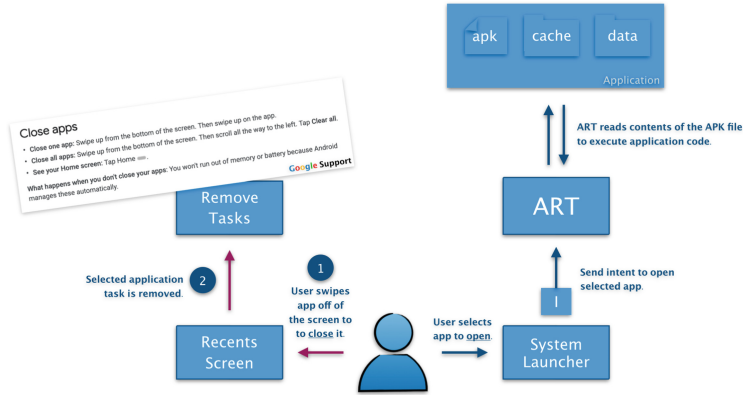 apk
cache
data
Application
ART reads contents of the APK file
to execute application code.
Close apps
• Close one app: Swipe up from the bottom of the screen. Then swipe up on the app.
• Close all apps: Swipe up from the bottom of the screen. Then scroll all the way to the left. Tap Clear all.
• See your Home screen: Tap Home
What happens when you don't close your apps: You won't run out of memory or battery because Android
manages these automatically.
Google Support
Remove
Tasks
ART
Selected application
task is removed.
2
1
User swipes
app off of
the screen to
to close it.
Send intent to open
selected app.
I
User selects
app to open.
Recents
Screen
System
Launcher